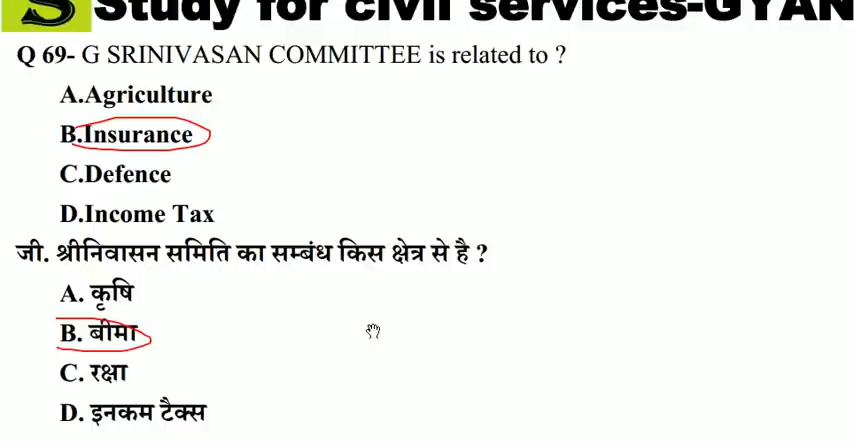 S Study for civil services-GYAN
Q 69- G SRINIVASAN COMMITTEE is related to ?
A.Agriculture
B.Insurance
C.Defence
D.Income Tax
जी. श्रीनिवासन समिति का सम्बंध किस क्षेत्र से है ?
A. कृषि
B. बीमा
C. रक्षा
D. इनकम टैक्स